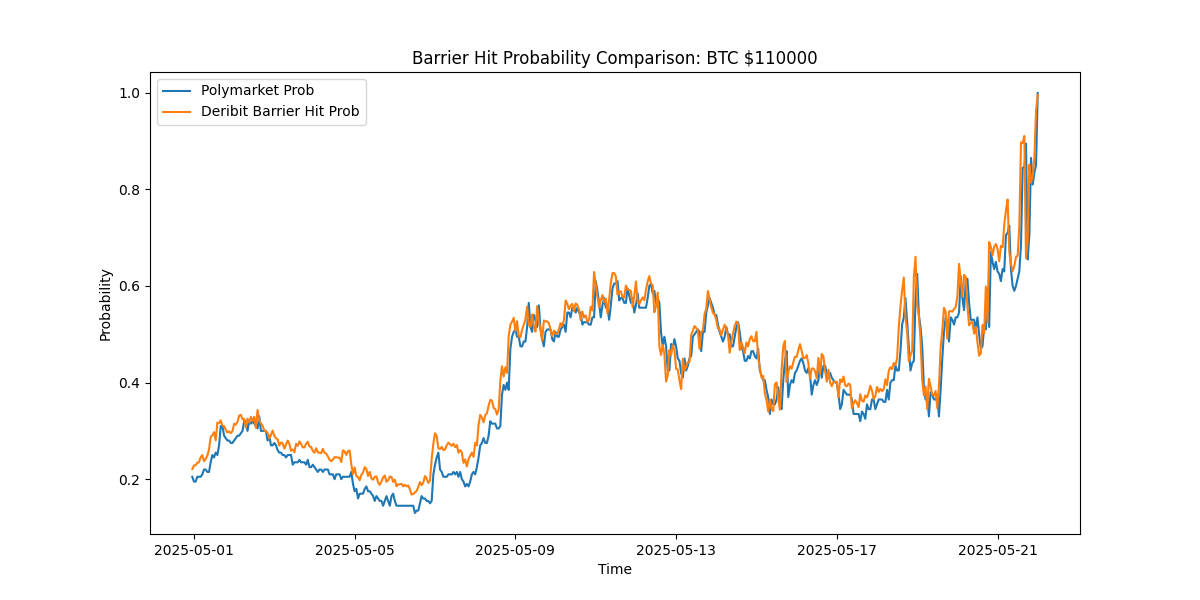 Barrier Hit Probability Comparison: BTC $110000
Polymarket Prob
Deribit Barrier Hit Prob
Probability
1.0
0.8
0.6
0.4
0.2
2025-05-01 2025-05-05 2025-05-09 2025-05-13 2025-05-17 2025-05-21
Time